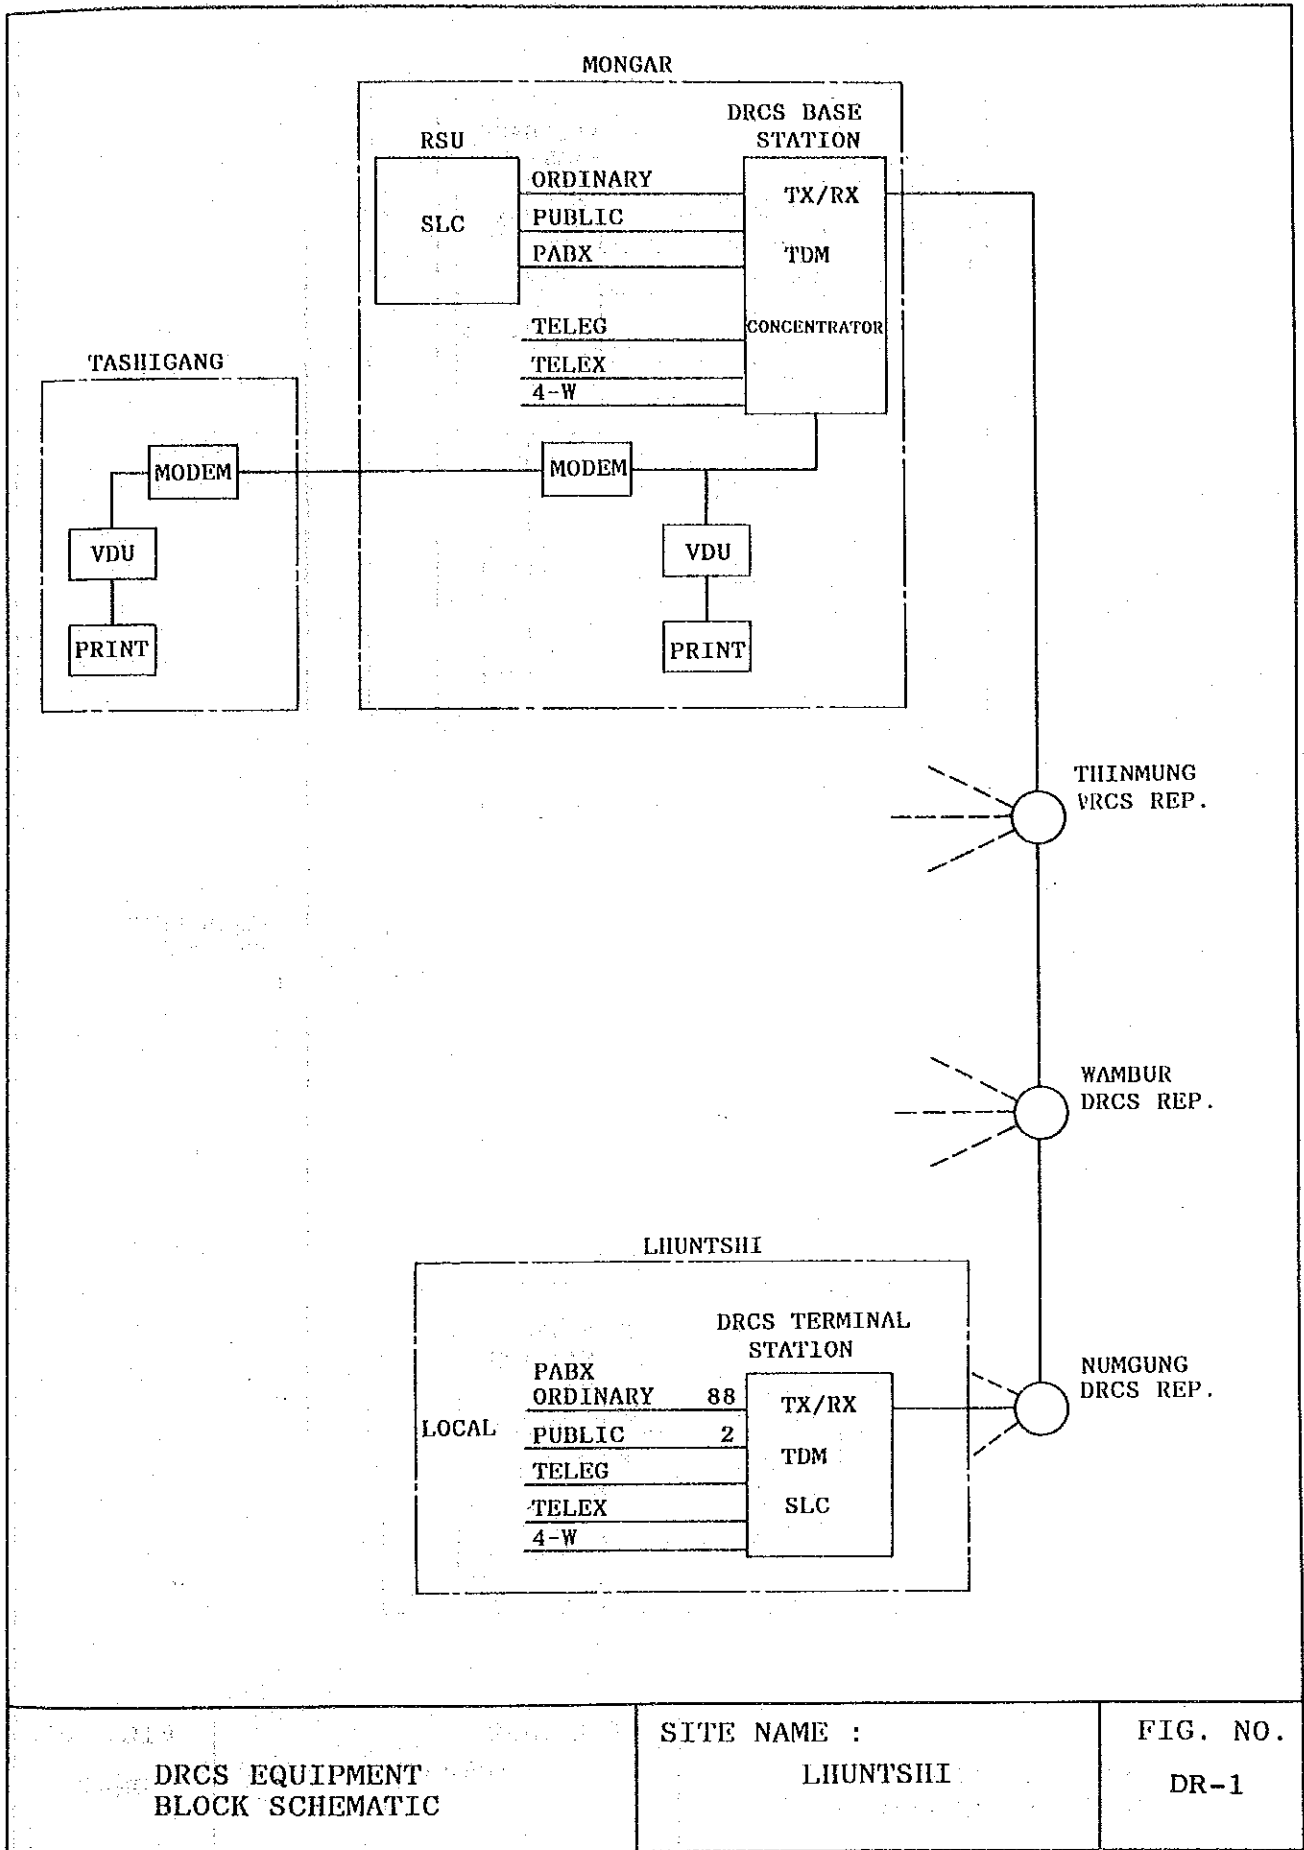 MONGAR
DRCS BASE
STATION
RSU
ORDINARY
TX/RX
SLC
PUBLIC
PABX
TDM
TELEG
CONCENTRATOR
TELEX
4-W
TASHIGANG
MODEM
MODEM
VDU
VDU
PRINT
PRINT
THINMUNG
DRCS REP.
WAMBUR
DRCS REP.
LHUNTSHI
DRCS TERMINAL
STATION
PABX
ORDINARY 88
TX/RX
LOCAL
PUBLIC 2
TDM
TELEG
SLC
TELEX
4-W
NUMGUNG
DRCS REP.
DRCS EQUIPMENT
BLOCK SCHEMATIC
SITE NAME :
LHUNTSHI
FIG. NO.
DR-1